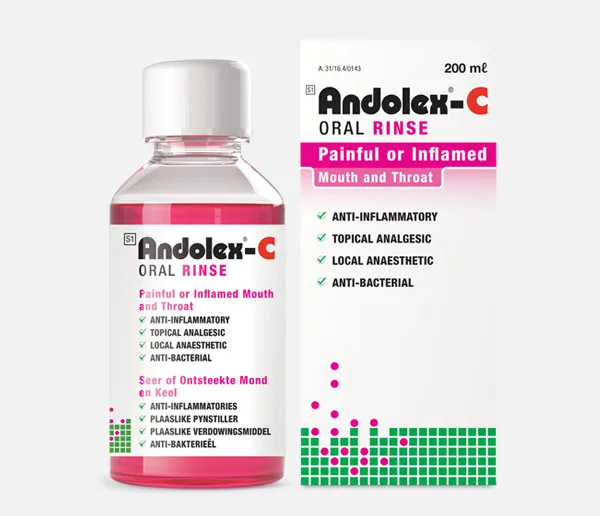 S1
Andolex®-C
ORAL RINSE
Painful or Inflamed Mouth
and Throat
ANTI-INFLAMMATORY
TOPICAL ANALGESIC
LOCAL ANAESTHETIC
ANTI-BACTERIAL
Seer of Ontsteekte Mond
en Keel
ANTI-INFLAMMATORIES
PLAASLIKE PYNSTILLER
PLAASLIKE VERDOWINGSMIDDEL
ANTI-BAKTERIEËL
A: 31/16.4/0143
200 mℓ
S1
Andolex®-C
ORAL RINSE
Painful or Inflamed
Mouth and Throat
ANTI-INFLAMMATORY
TOPICAL ANALGESIC
LOCAL ANAESTHETIC
ANTI-BACTERIAL